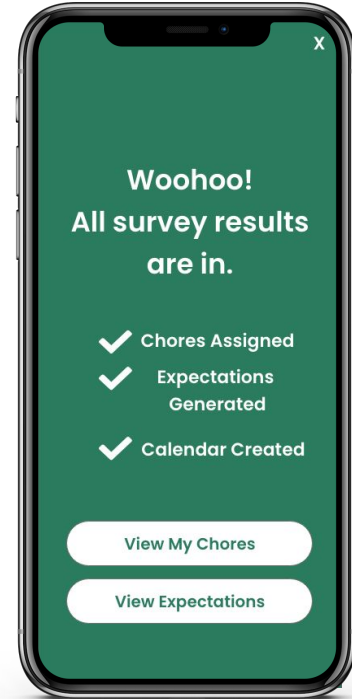 X
Woohoo!
All survey results
are in.
Chores Assigned
Expectations
Generated
Calendar Created
View My Chores
View Expectations